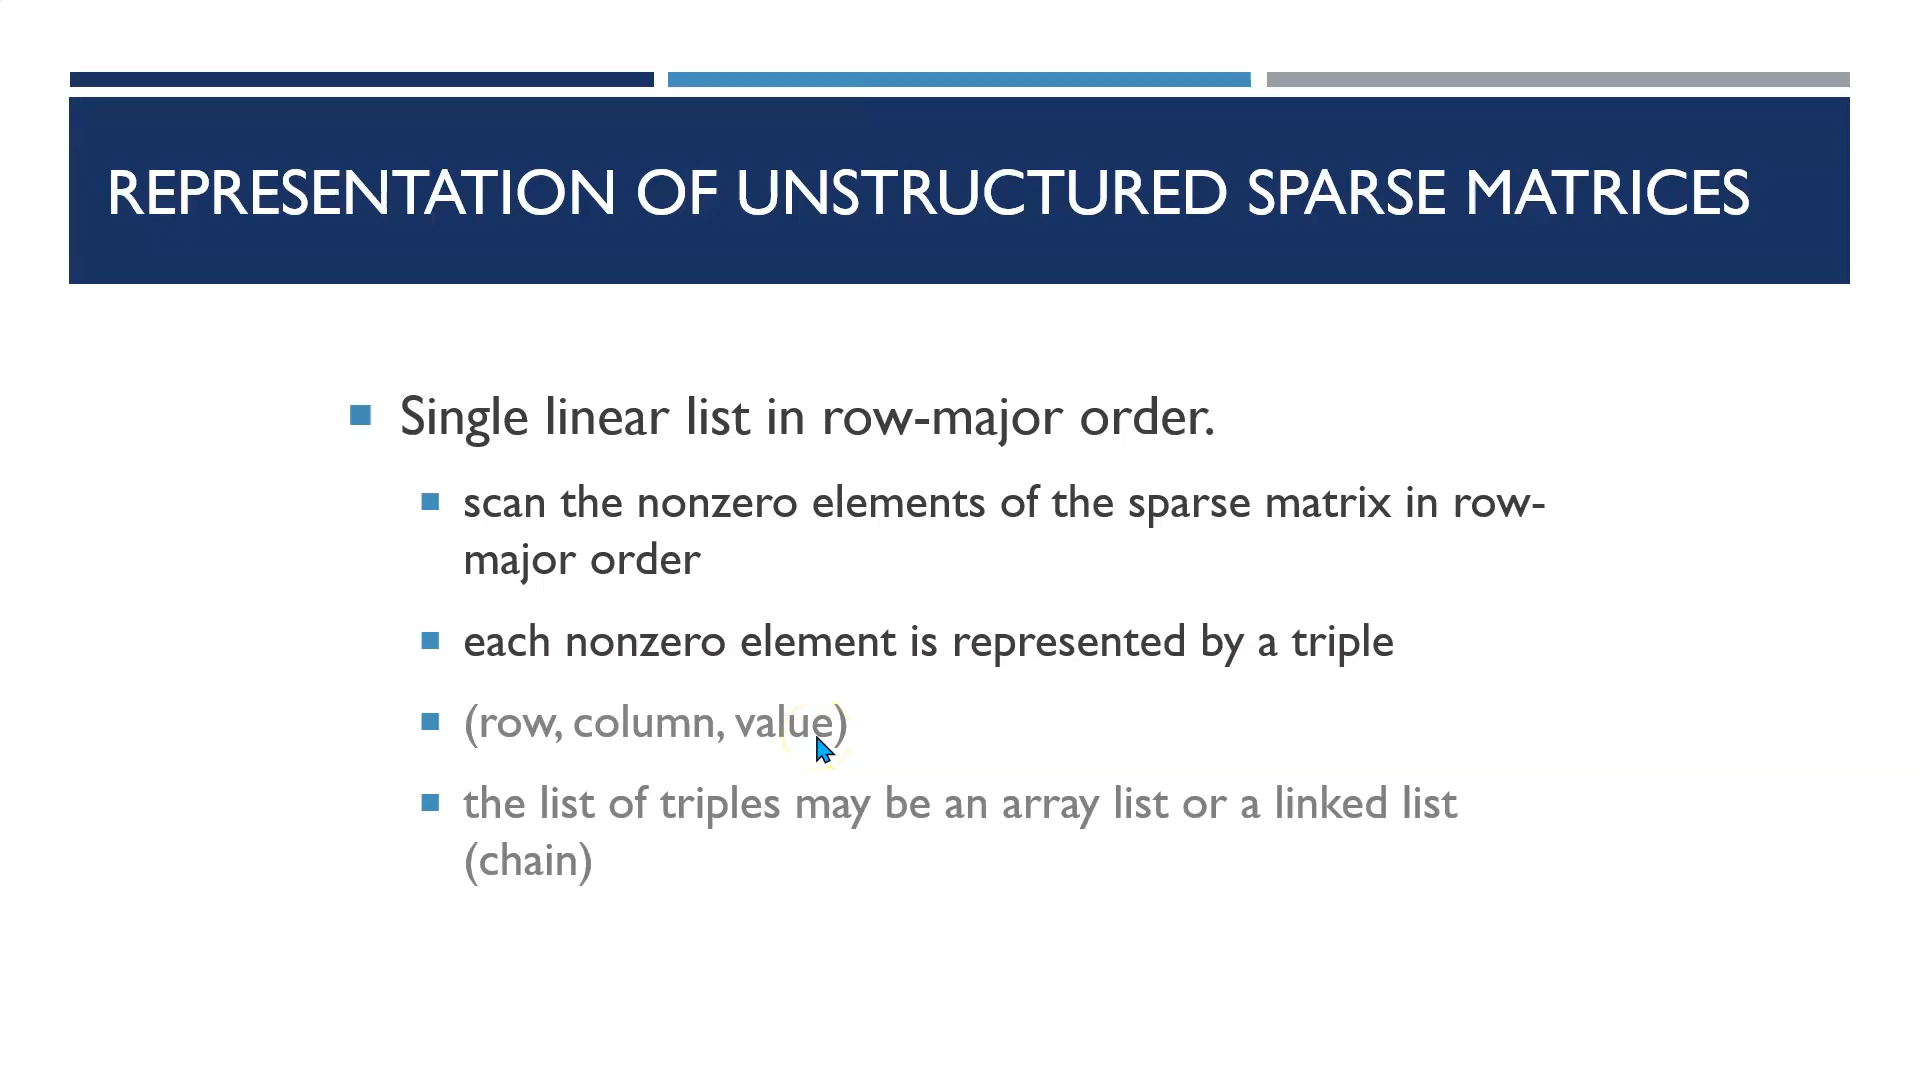 REPRESENTATION OF UNSTRUCTURED SPARSE MATRICES
Single linear list in row-major order.
scan the nonzero elements of the sparse matrix in row-
major order
each nonzero element is represented by a triple
(row, column, value)
the list of triples may be an array list or a linked list
(chain)